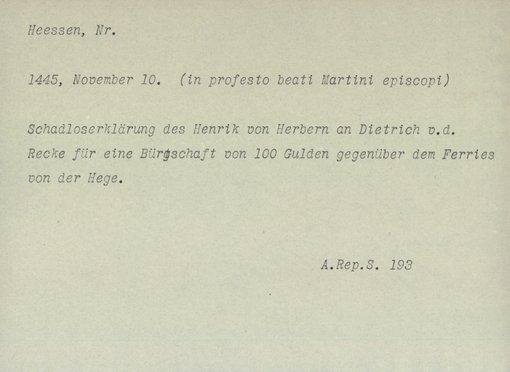 Heessen, Nr.
1445, November 10. (in profesto beati Martini episcopi)
Schadloserklärung des Henrik von Herbern an Dietrich v.d.
Recke für eine Bürgschaft von 100 Gulden gegenüber dem Ferries
von der Hege.
A.Rep.S. 193